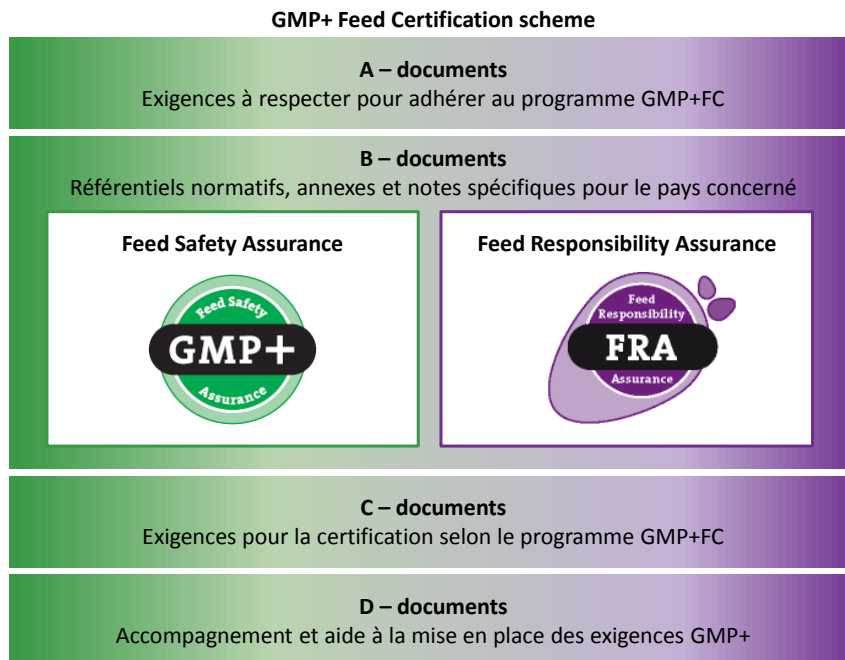 GMP+ Feed Certification scheme
A – documents
Exigences à respecter pour adhérer au programme GMP+FC
B – documents
Référentiels normatifs, annexes et notes spécifiques pour le pays concerné
Feed Safety Assurance
Feed Safety
GMP+
Assurance
Feed Responsibility Assurance
Feed
Responsibility
FRA
Assurance
C – documents
Exigences pour la certification selon le programme GMP+FC
D – documents
Accompagnement et aide à la mise en place des exigences GMP+